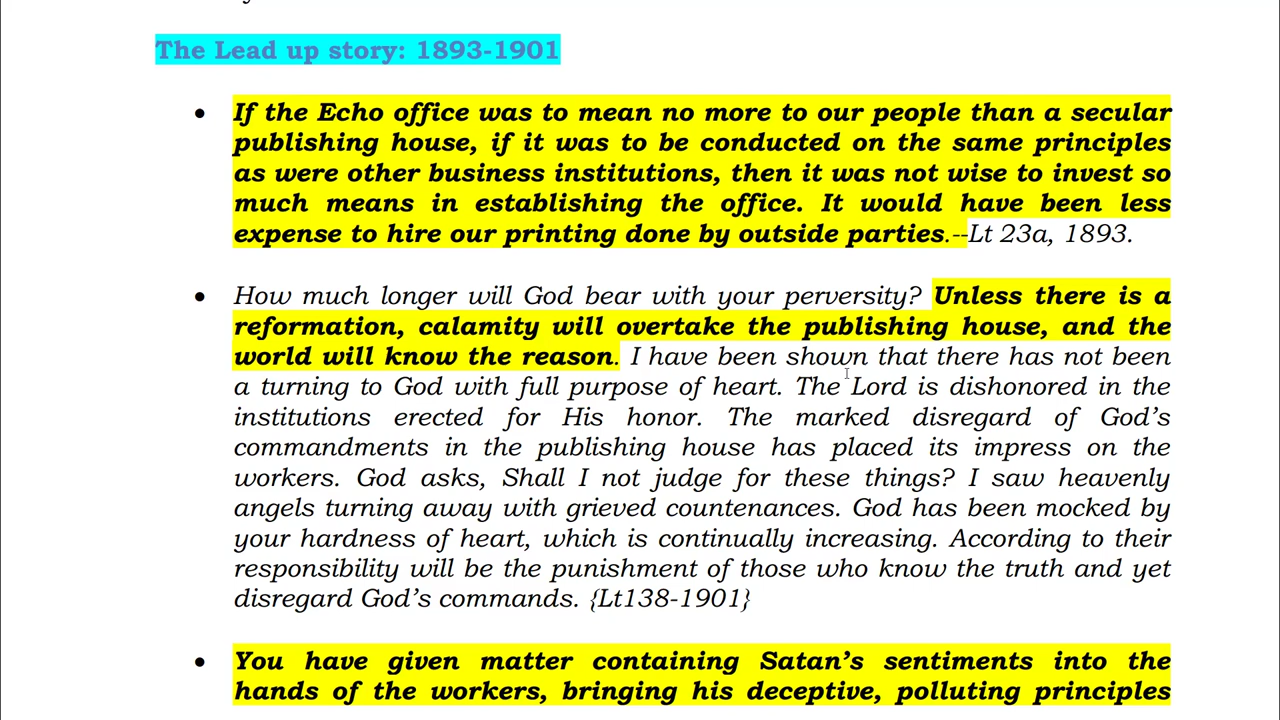 The Lead up story: 1893-1901
• If the Echo office was to mean no more to our people than a secular
publishing house, if it was to be conducted on the same principles
as were other business institutions, then it was not wise to invest so
much means in establishing the office. It would have been less
expense to hire our printing done by outside parties.--Lt 23a, 1893.
• How much longer will God bear with your perversity? Unless there is a
reformation, calamity will overtake the publishing house, and the
world will know the reason. I have been shown that there has not been
a turning to God with full purpose of heart. The Lord is dishonored in the
institutions erected for His honor. The marked disregard of God’s
commandments in the publishing house has placed its impress on the
workers. God asks, Shall I not judge for these things? I saw heavenly
angels turning away with grieved countenances. God has been mocked by
your hardness of heart, which is continually increasing. According to their
responsibility will be the punishment of those who know the truth and yet
disregard God’s commands. {Lt138-1901}
• You have given matter containing Satan’s sentiments into the
hands of the workers, bringing his deceptive, polluting principles